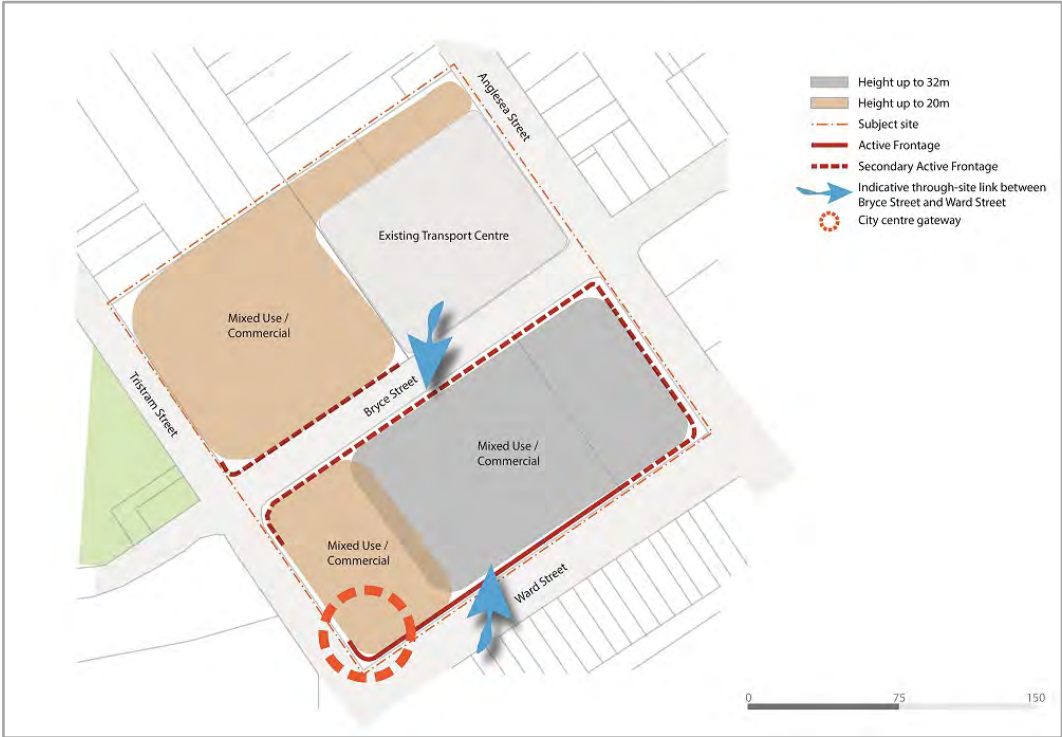 Anglesea Street
Existing Transport Centre
Mixed Use /
Commercial
Tristram Street
Bryce Street
Mixed Use /
Commercial
Mixed Use /
Commercial
Ward Street
Height up to 32m
Height up to 20m
Subject site
Active Frontage
Secondary Active Frontage
Indicative through-site link between
Bryce Street and Ward Street
City centre gateway
0 75 150